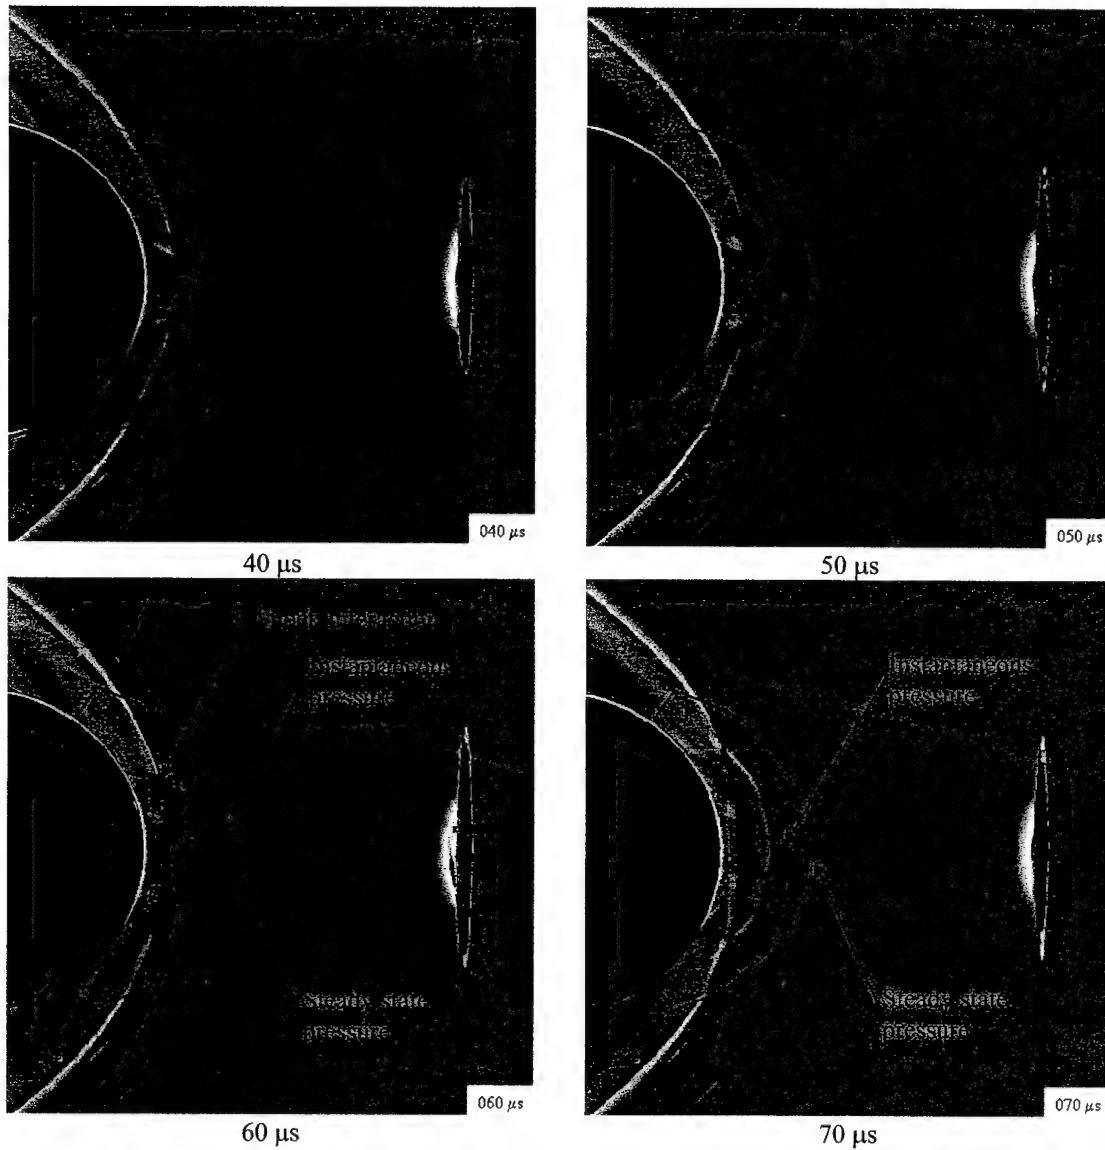 040 μs
050 μs
40 μs
50 μs
Instantaneous
pressure
Instantaneous
pressure
Steady state
pressure
Steady state
pressure
060 μs
070 μs
60 μs
70 μs